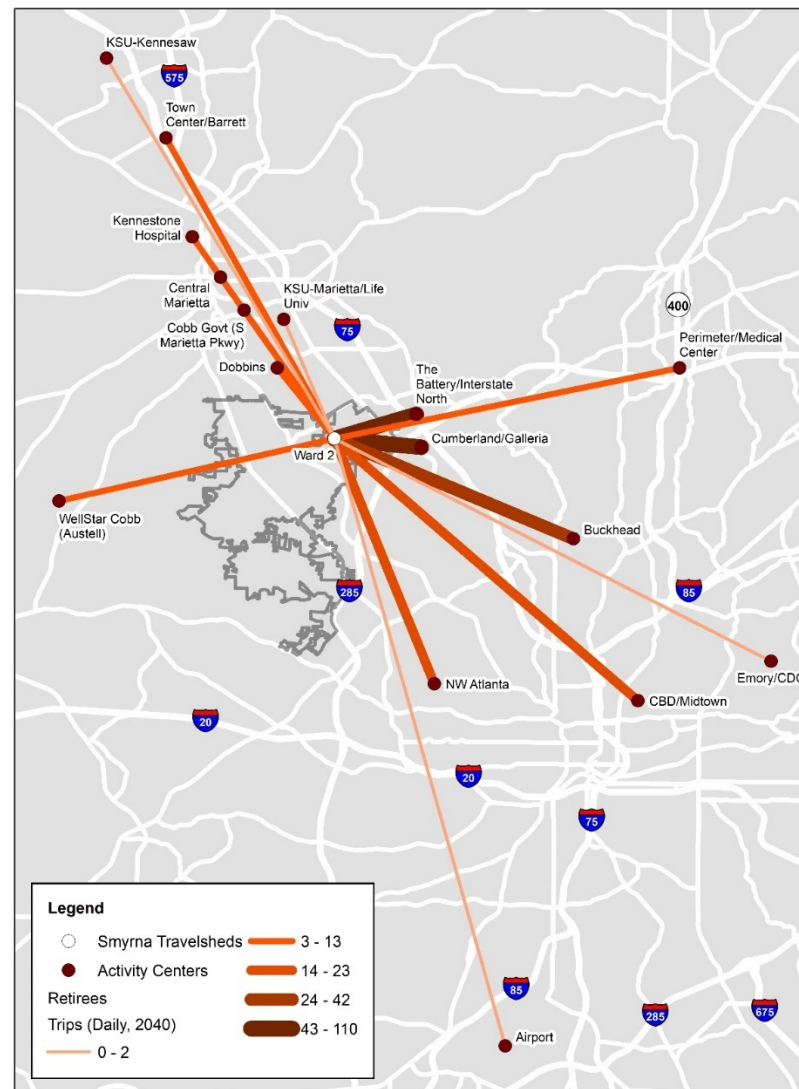 KSU-Kennesaw
575
Town
Center/Barrett
Kennestone
Hospital
Central
Marietta
KSU-Marietta/Life
Univ
Cobb Govt (S
Marietta Pkwy)
75
400
Perimeter/Medical
Center
Dobbins
The
Battery/Interstate
North
Cumberland/Galleria
Ward 2
WellStar Cobb
(Austell)
Buckhead
285
85
Emory/CDC
NW Atlanta
CBD/Midtown
20
20
75
85
285
675
Airport
Legend
Smyrna Travelsheds
Activity Centers
Retirees
Trips (Daily, 2040)
0 - 2
3 - 13
14 - 23
24 - 42
43 - 110